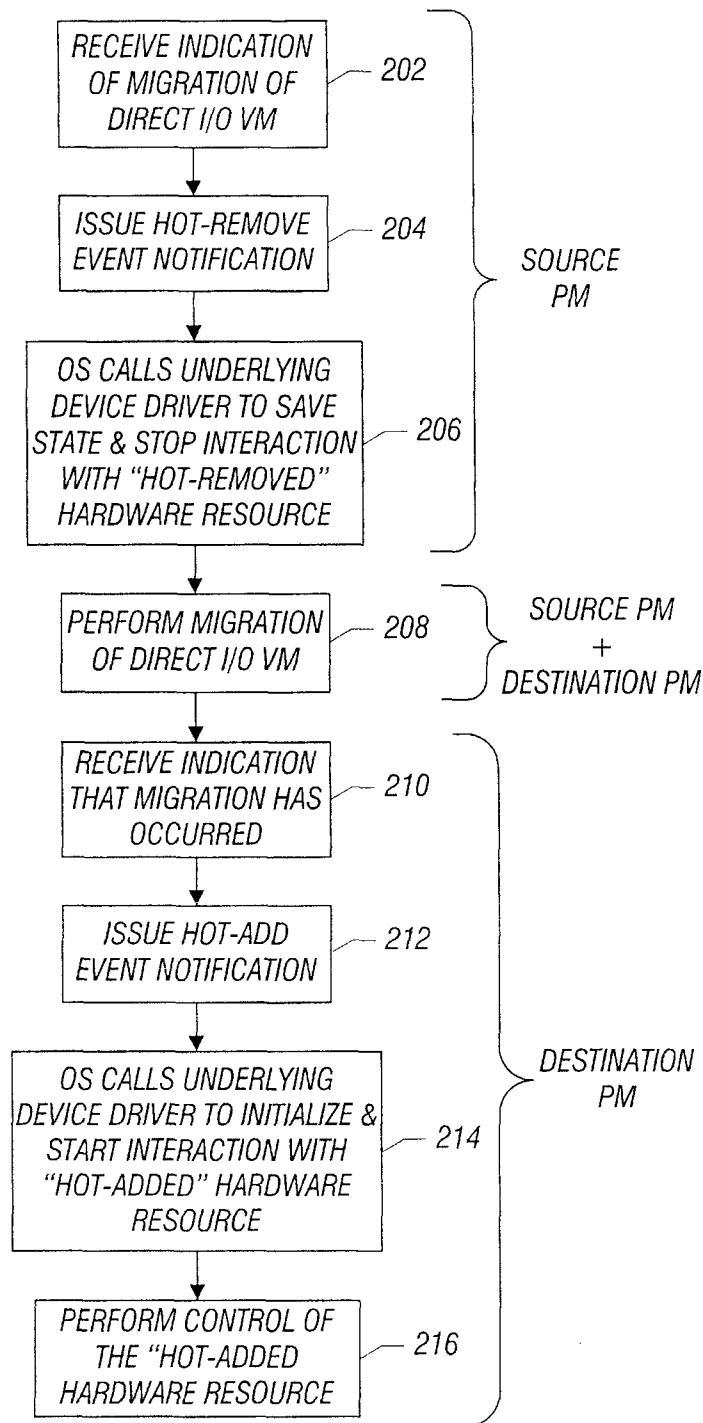 RECEIVE INDICATION
OF MIGRATION OF
DIRECT I/O VM
202
ISSUE HOT-REMOVE
EVENT NOTIFICATION
204
OS CALLS UNDERLYING
DEVICE DRIVER TO SAVE
STATE & STOP INTERACTION
WITH “HOT-REMOVED”
HARDWARE RESOURCE
206
SOURCE
PM
PERFORM MIGRATION
OF DIRECT I/O VM
208
SOURCE PM
+
DESTINATION PM
RECEIVE INDICATION
THAT MIGRATION HAS
OCCURRED
210
ISSUE HOT-ADD
EVENT NOTIFICATION
212
OS CALLS UNDERLYING
DEVICE DRIVER TO INITIALIZE &
START INTERACTION WITH
“HOT-ADDED” HARDWARE
RESOURCE
214
DESTINATION
PM
PERFORM CONTROL OF
THE “HOT-ADDED
HARDWARE RESOURCE
216